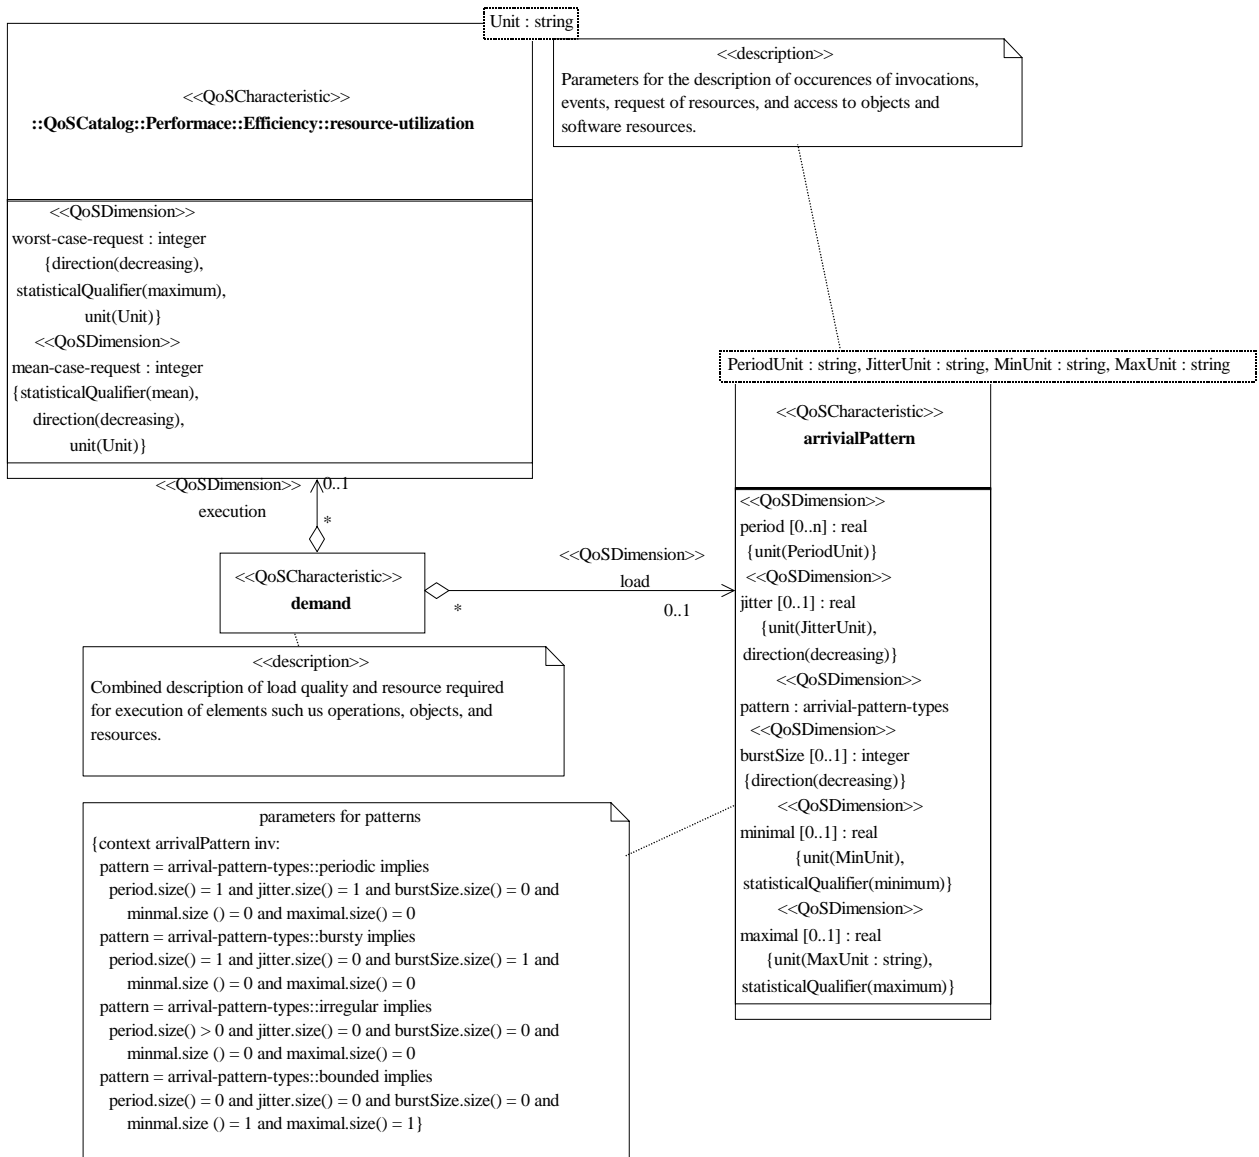 Unit : string
<<QoSCharacteristic>>
::QoSCatalog::Performace::Efficiency::resource-utilization
<<QoSDimension>>
worst-case-request : integer
{direction(decreasing),
statisticalQualifier(maximum),
unit(Unit)}
<<QoSDimension>>
mean-case-request : integer
{statisticalQualifier(mean),
direction(decreasing),
unit(Unit)}
<<description>>
Parameters for the description of occurences of invocations,
events, request of resources, and access to objects and
software resources.
PeriodUnit : string, JitterUnit : string, MinUnit : string, MaxUnit : string
<<QoSCharacteristic>>
arrivialPattern
<<QoSDimension>>
period [0..n] : real
{unit(PeriodUnit)}
<<QoSDimension>>
jitter [0..1] : real
{unit(JitterUnit),
direction(decreasing)}
<<QoSDimension>>
pattern : arrivial-pattern-types
<<QoSDimension>>
burstSize [0..1] : integer
{direction(decreasing)}
<<QoSDimension>>
minimal [0..1] : real
{unit(MinUnit),
statisticalQualifier(minimum)}
<<QoSDimension>>
maximal [0..1] : real
{unit(MaxUnit : string),
statisticalQualifier(maximum)}
<<QoSDimension>>
0..1
execution
*
<<QoSCharacteristic>>
demand
<<QoSDimension>>
load
*
0..1
<<description>>
Combined description of load quality and resource required
for execution of elements such us operations, objects, and
resources.
parameters for patterns
{context arrivalPattern inv:
pattern = arrival-pattern-types::periodic implies
period.size() = 1 and jitter.size() = 1 and burstSize.size() = 0 and
minmal.size () = 0 and maximal.size() = 0
pattern = arrival-pattern-types::bursty implies
period.size() = 1 and jitter.size() = 0 and burstSize.size() = 1 and
minmal.size () = 0 and maximal.size() = 0
pattern = arrival-pattern-types::irregular implies
period.size() > 0 and jitter.size() = 0 and burstSize.size() = 0 and
minmal.size () = 0 and maximal.size() = 0
pattern = arrival-pattern-types::bounded implies
period.size() = 0 and jitter.size() = 0 and burstSize.size() = 0 and
minmal.size () = 1 and maximal.size() = 1}